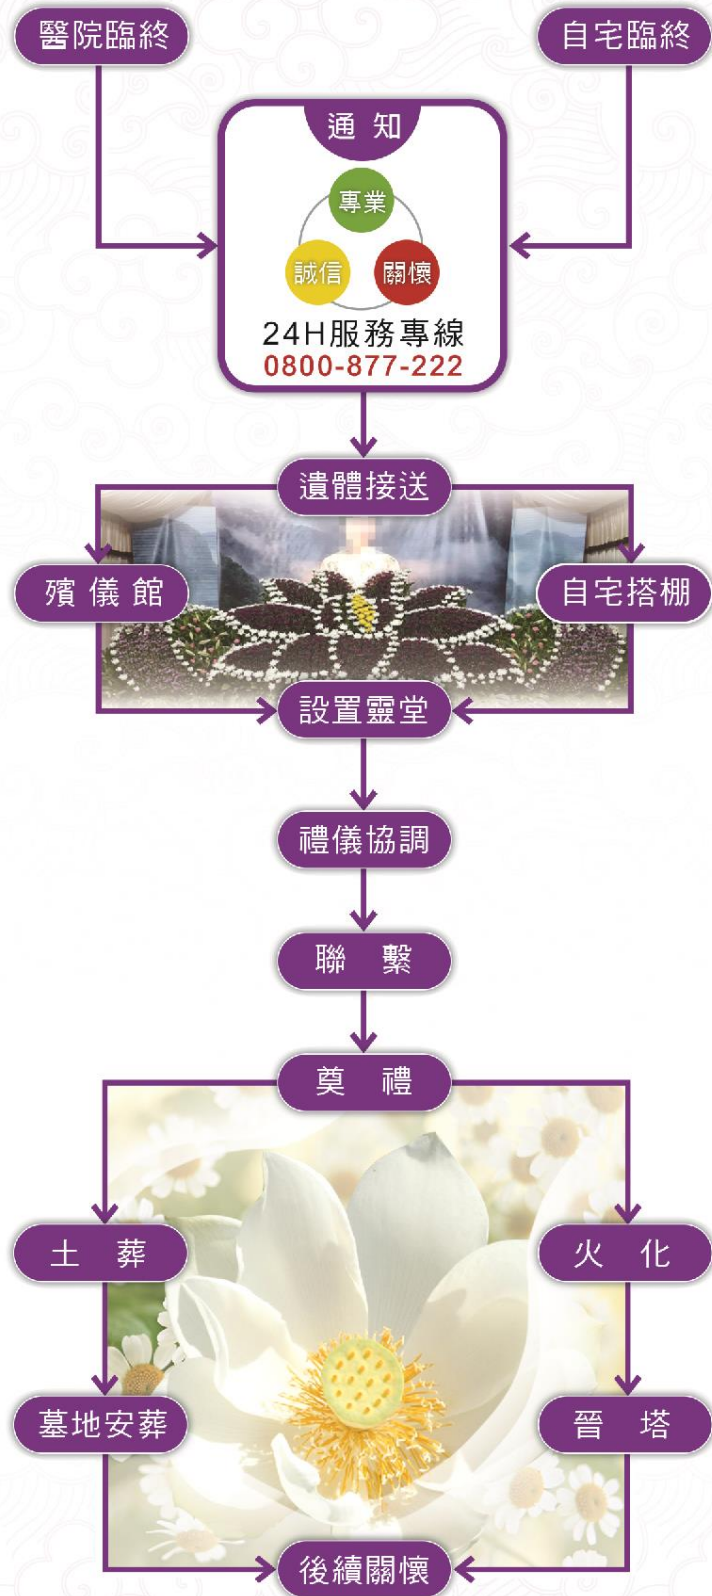 醫院臨終
自宅臨終
通 知
專業
誠信
關懷
24H服務專線
0800-877-222
遺體接送
殯 儀 館
自宅搭棚
設置靈堂
禮儀協調
聯 繫
奠 禮
土 葬
火 化
墓地安葬
晉 塔
後續關懷